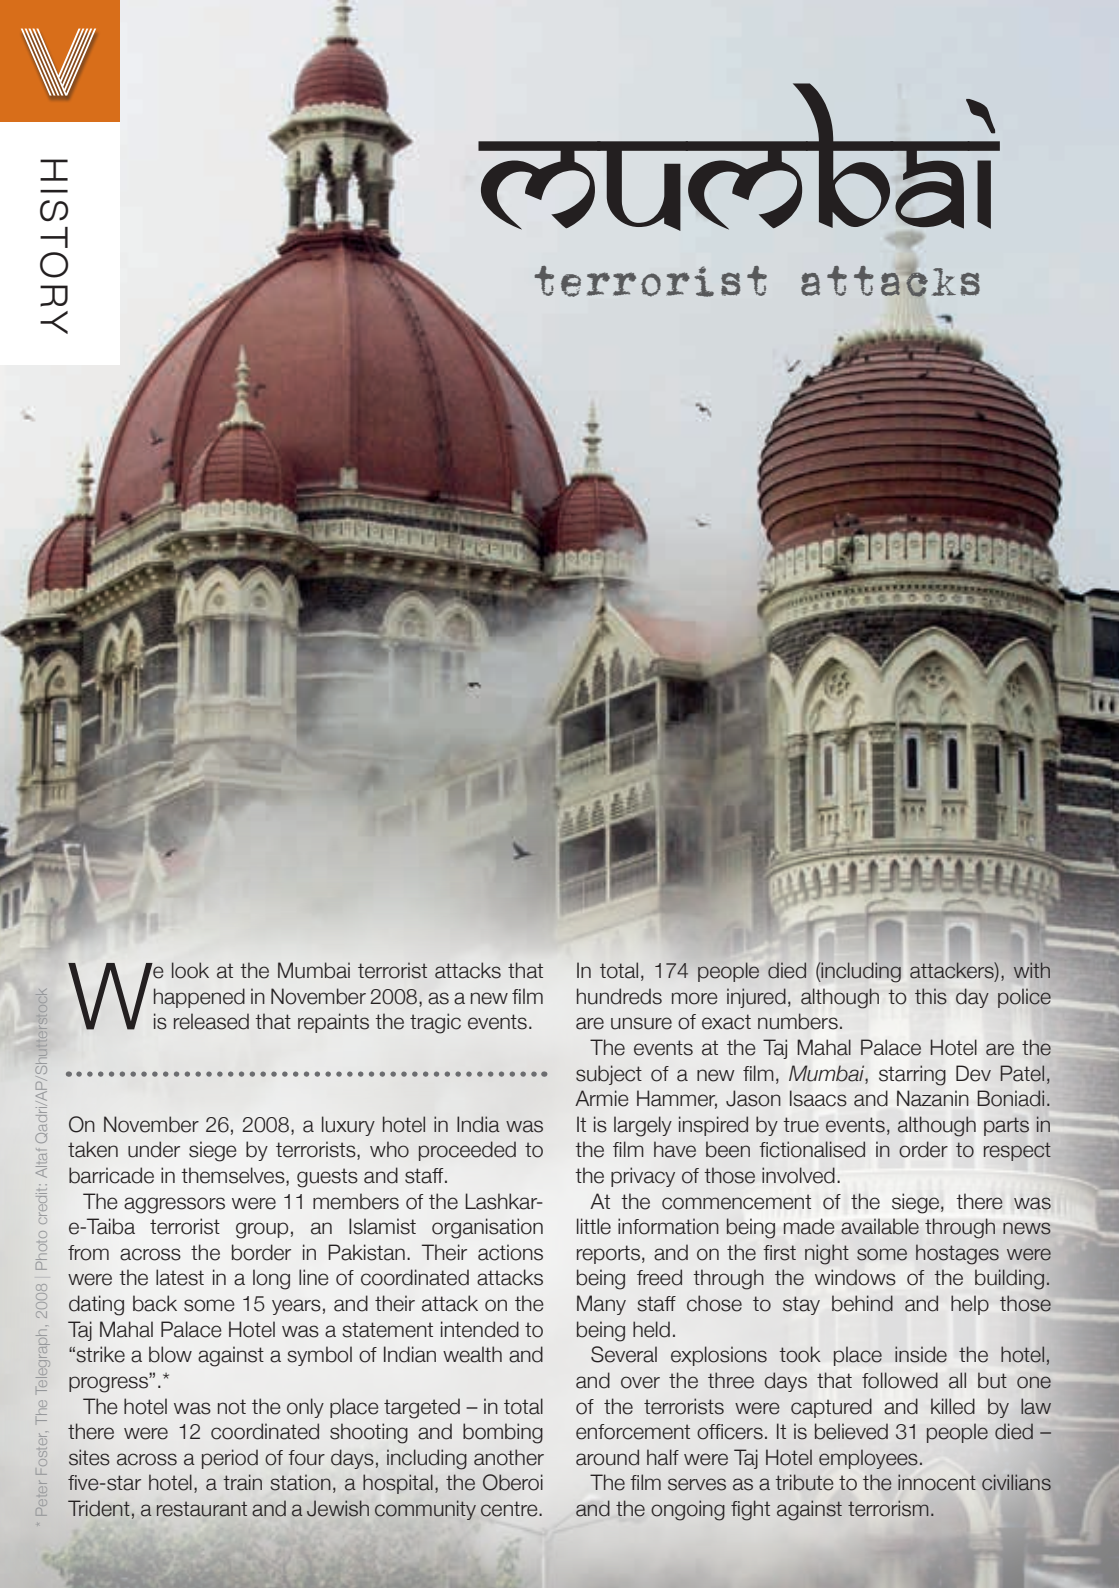 V
HISTORY
mumbai
terrorist attacks
We look at the Mumbai terrorist attacks that
happened in November 2008, as a new film
is released that repaints the tragic events.
On November 26, 2008, a luxury hotel in India was
taken under siege by terrorists, who proceeded to
barricade in themselves, guests and staff.
The aggressors were 11 members of the Lashkar-
e-Taiba terrorist group, an Islamist organisation
from across the border in Pakistan. Their actions
were the latest in a long line of coordinated attacks
dating back some 15 years, and their attack on the
Taj Mahal Palace Hotel was a statement intended to
“strike a blow against a symbol of Indian wealth and
progress”.*
The hotel was not the only place targeted – in total
there were 12 coordinated shooting and bombing
sites across a period of four days, including another
five-star hotel, a train station, a hospital, the Oberoi
Trident, a restaurant and a Jewish community centre.
In total, 174 people died (including attackers), with
hundreds more injured, although to this day police
are unsure of exact numbers.
The events at the Taj Mahal Palace Hotel are the
subject of a new film, Mumbai, starring Dev Patel,
Armie Hammer, Jason Isaacs and Nazanin Boniadi.
It is largely inspired by true events, although parts in
the film have been fictionalised in order to respect
the privacy of those involved.
At the commencement of the siege, there was
little information being made available through news
reports, and on the first night some hostages were
being freed through the windows of the building.
Many staff chose to stay behind and help those
being held.
Several explosions took place inside the hotel,
and over the three days that followed all but one
of the terrorists were captured and killed by law
enforcement officers. It is believed 31 people died –
around half were Taj Hotel employees.
The film serves as a tribute to the innocent civilians
and the ongoing fight against terrorism.
* Peter Foster, The Telegraph, 2008 | Photo credit: Altaf Qadri/AP/Shutterstock